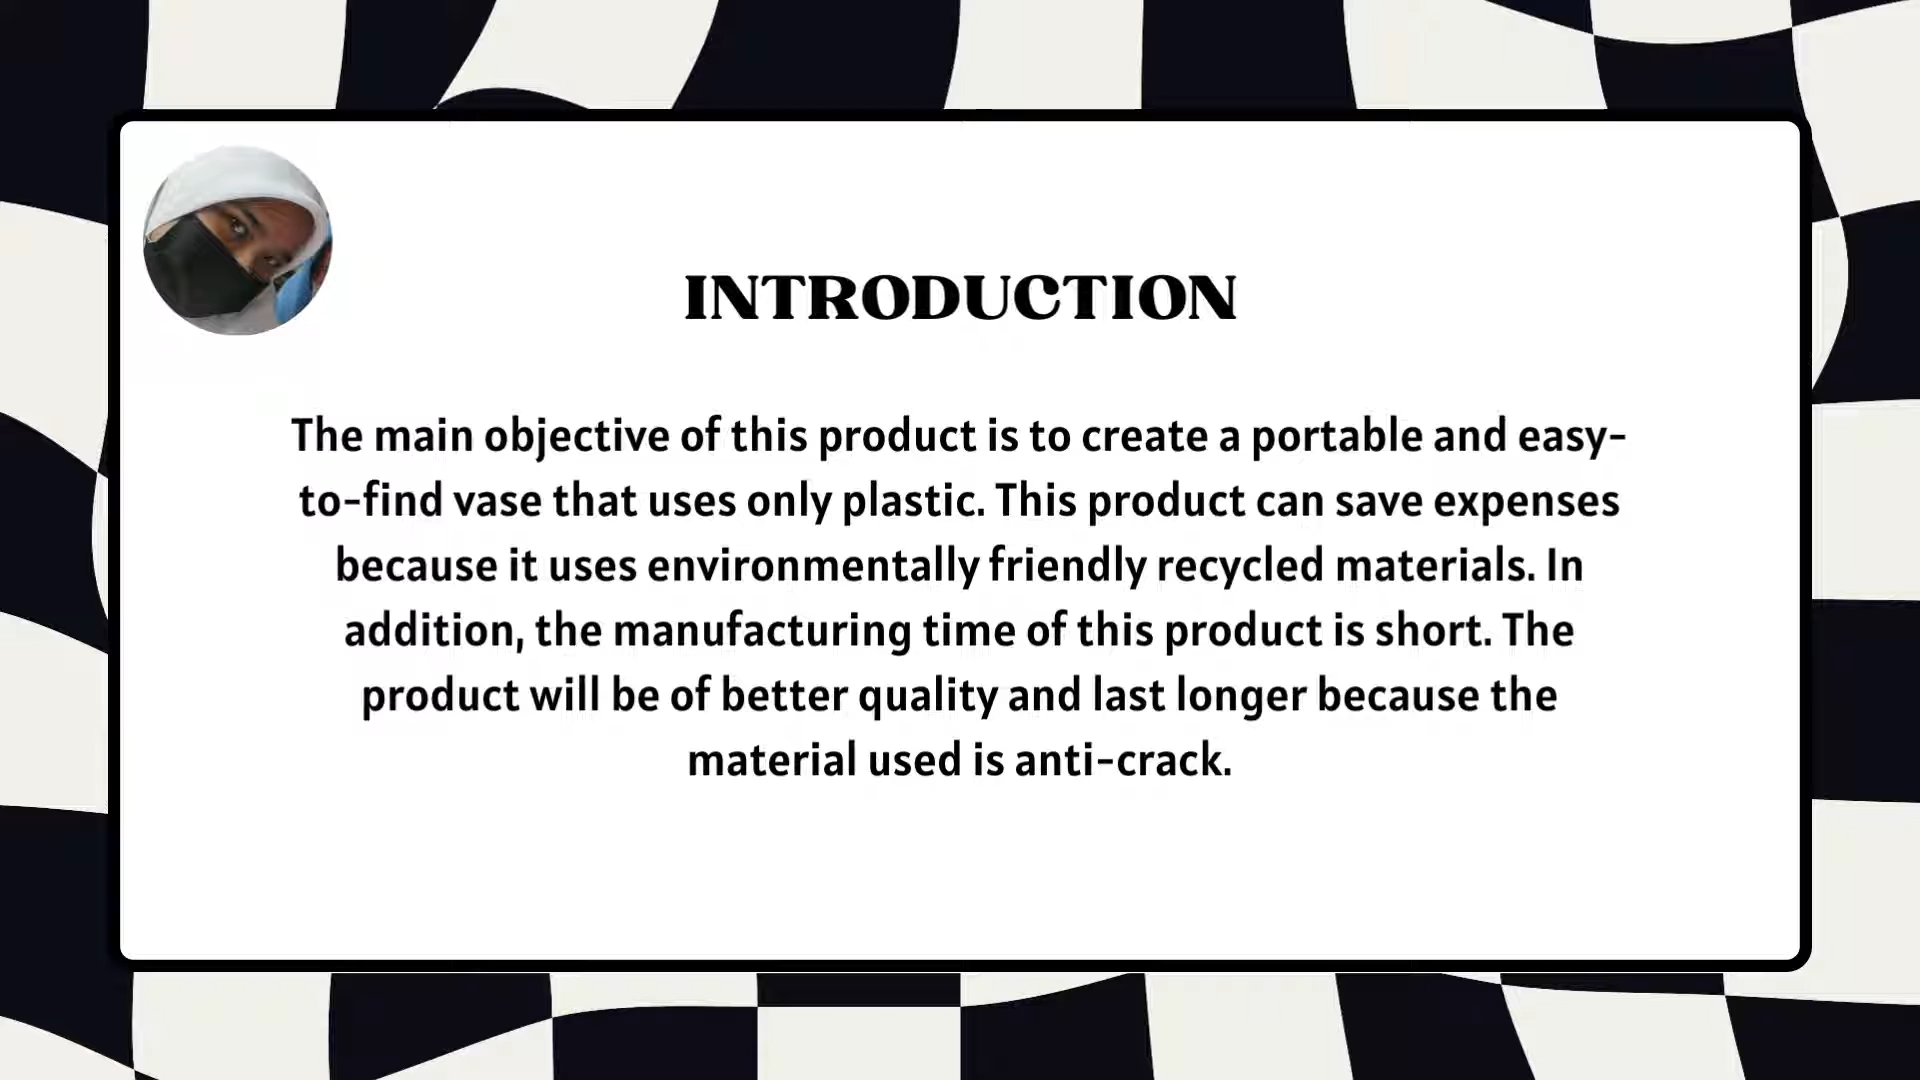 INTRODUCTION
The main objective of this product is to create a portable and easy-
to-find vase that uses only plastic. This product can save expenses
because it uses environmentally friendly recycled materials. In
addition, the manufacturing time of this product is short. The
product will be of better quality and last longer because the
material used is anti-crack.